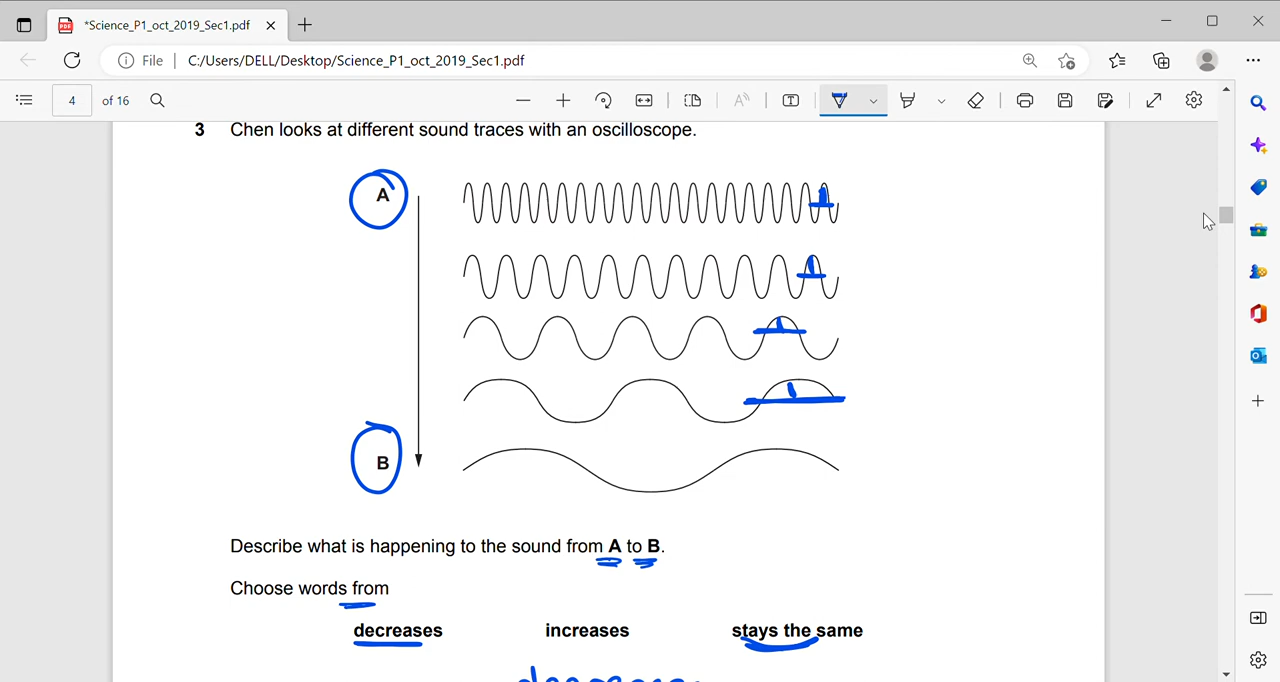 *Science_P1_oct_2019_Sec1.pdf
File
C:/Users/DELL/Desktop/Science_P1_oct_2019_Sec1.pdf
4 of 16
3 Chen looks at different sound traces with an oscilloscope.
A
B
Describe what is happening to the sound from A to B.
Choose words from
decreases increases stays the same